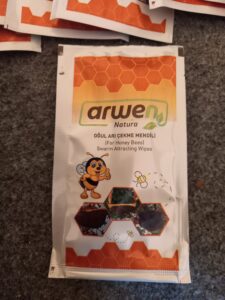 arwen
Natura
OĞUL ARI ÇEKME MENDİLİ
(For Honey Bees)
Swarm Attracting Wipes